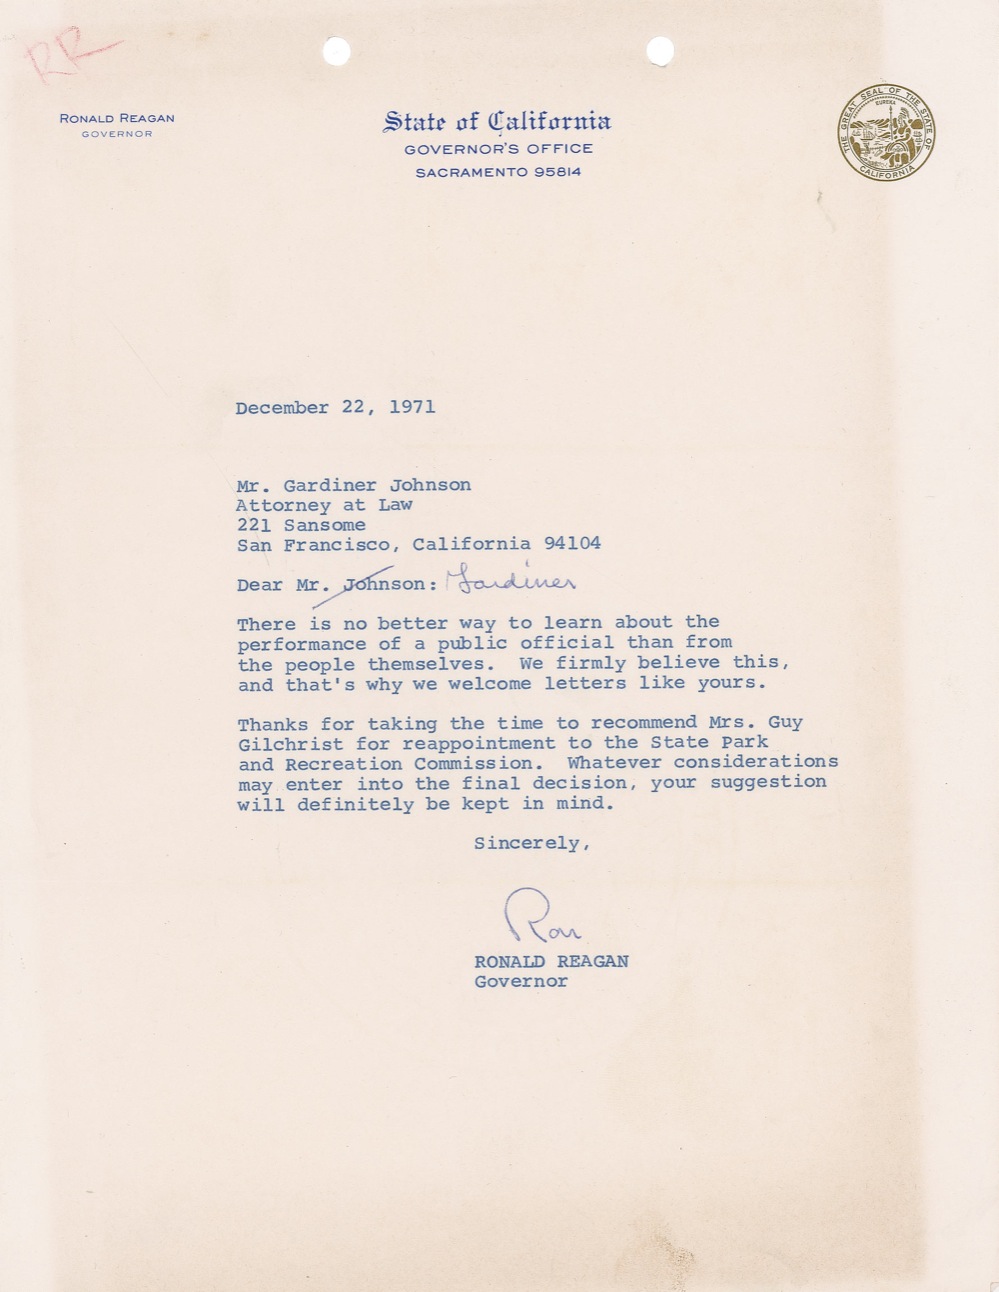 RR
RONALD REAGAN
GOVERNOR
State of California
GOVERNOR'S OFFICE
SACRAMENTO 95814
THE GREAT SEAL OF THE STATE OF CALIFORNIA
EUREKA
December 22, 1971
Mr. Gardiner Johnson
Attorney at Law
221 Sansome
San Francisco, California 94104
Dear Mr. Johnson: Gardiner
There is no better way to learn about the
performance of a public official than from
the people themselves. We firmly believe this,
and that's why we welcome letters like yours.
Thanks for taking the time to recommend Mrs. Guy
Gilchrist for reappointment to the State Park
and Recreation Commission. Whatever considerations
may enter into the final decision, your suggestion
will definitely be kept in mind.
Sincerely,
Ron
RONALD REAGAN
Governor